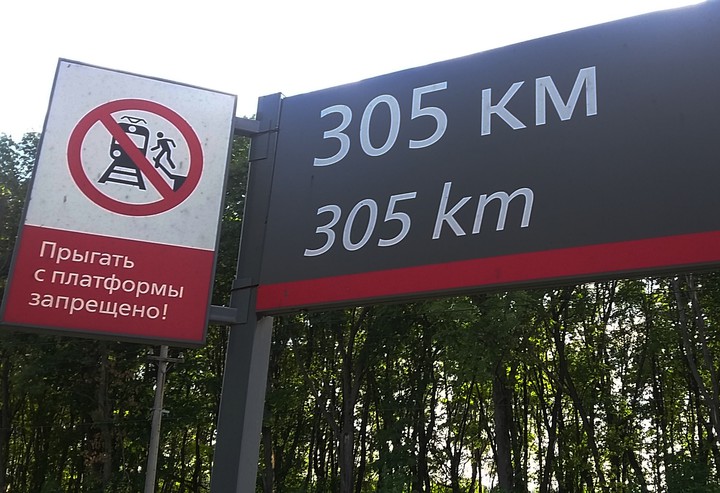 Прыгать
с платформы
запрещено!
305 км
305 km